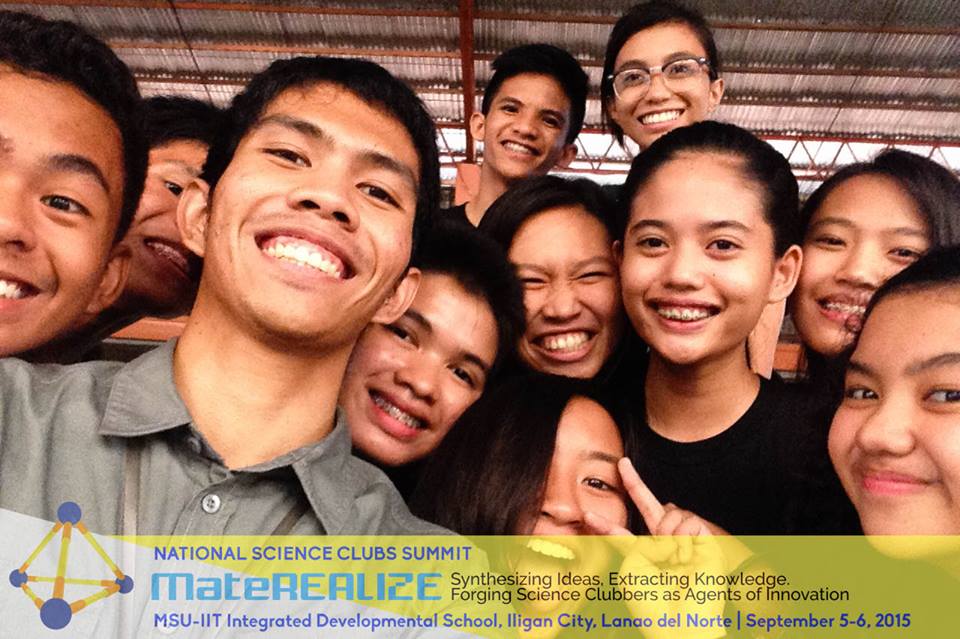 NATIONAL SCIENCE CLUBS SUMMIT
MateREALIZE
Synthesizing Ideas, Extracting Knowledge.
Forging Science Clubbers as Agents of Innovation
MSU-IIT Integrated Developmental School, Iligan City, Lanao del Norte | September 5-6, 2015